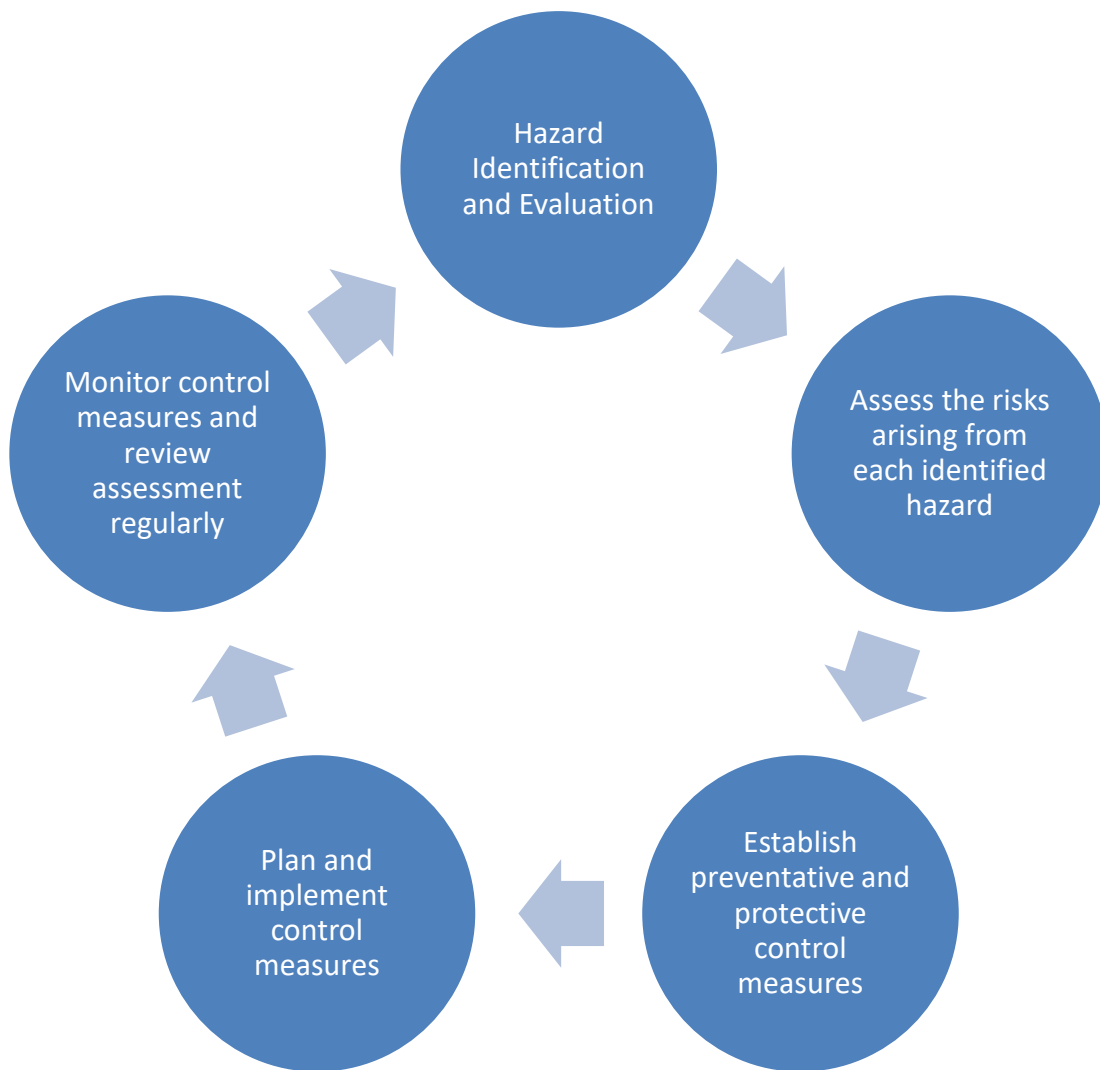 Hazard
Identification
and Evaluation
Assess the risks
arising from
each identified
hazard
Establish
preventative and
protective
control
measures
Plan and
implement
control
measures
Monitor control
measures and
review
assessment
regularly